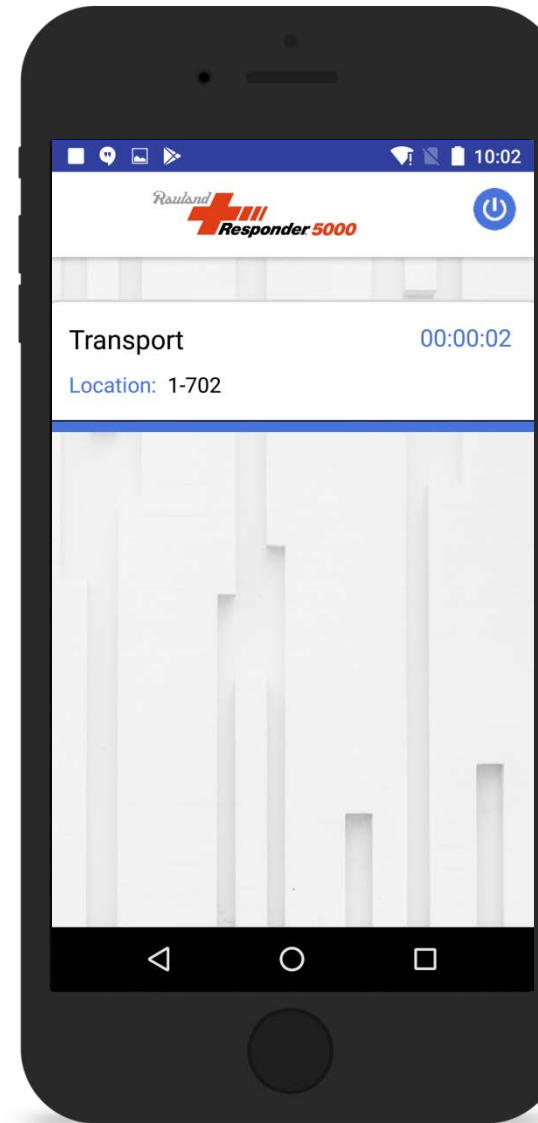 10:02
Rauland
Responder 5000
Transport 00:00:02
Location: 1-702